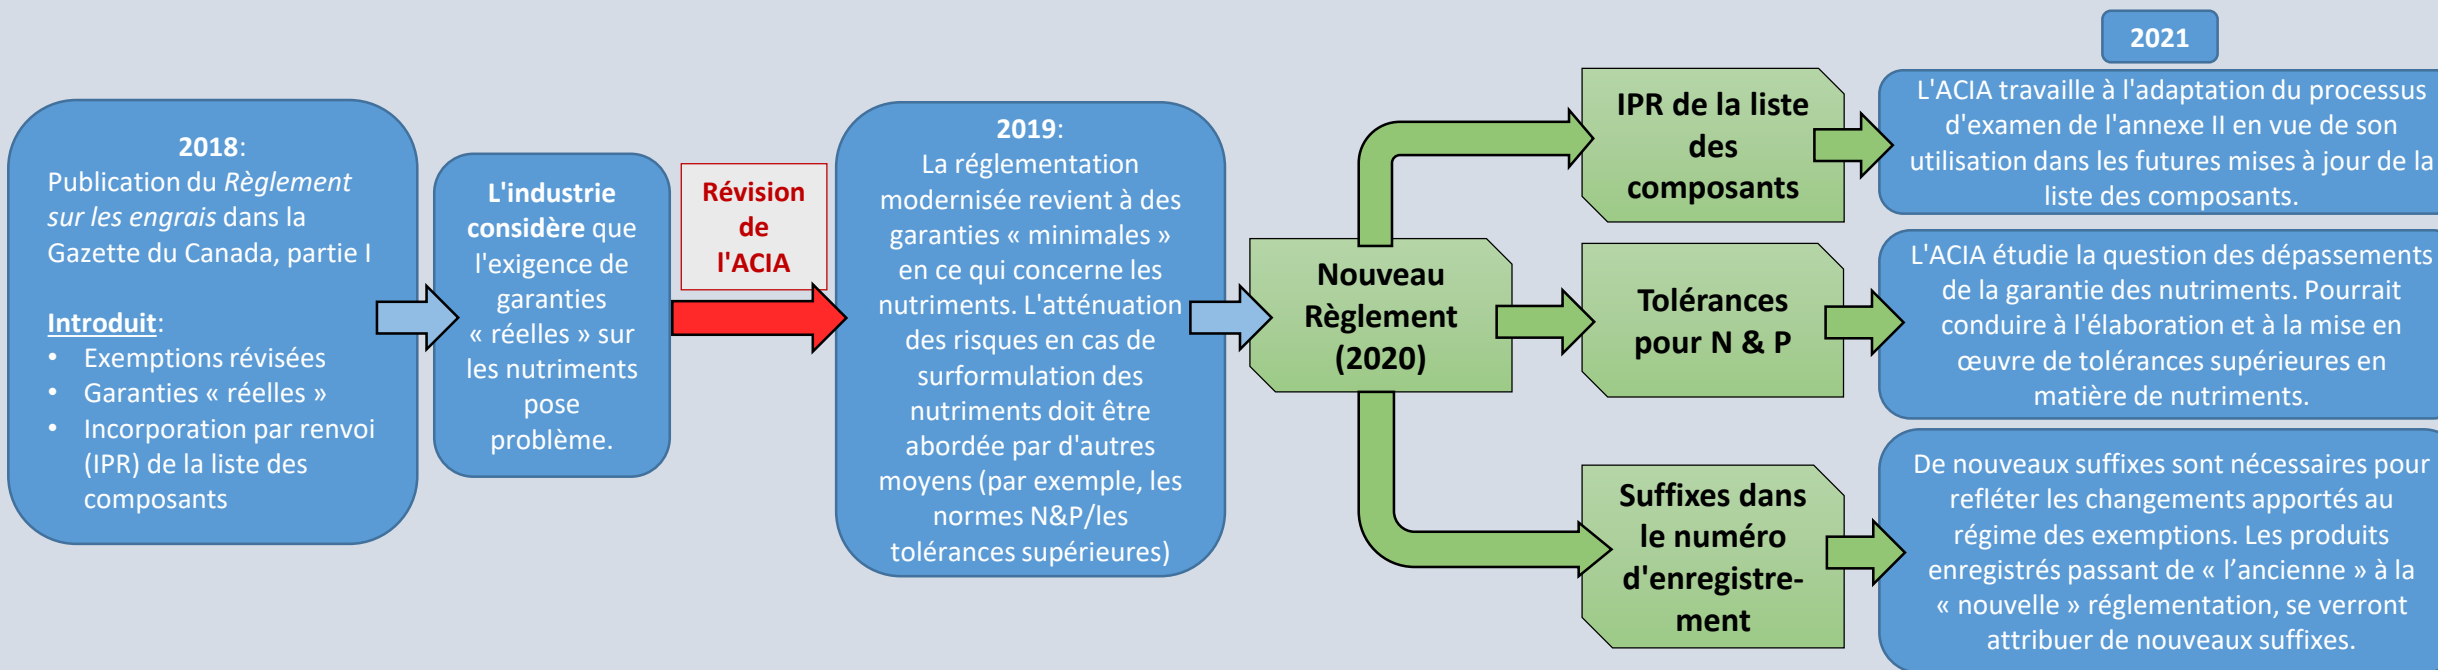 2018:
Publication du Règlement
sur les engrais dans la
Gazette du Canada, partie I
Introduit:
• Exemptions révisées
• Garanties « réelles »
• Incorporation par renvoi
(IPR) de la liste des
composants
L'industrie
considère que
l'exigence de
garanties
« réelles » sur
les nutriments
pose
problème.
Révision
de
l'ACIA
2019:
La réglementation
modernisée revient à des
garanties « minimales »
en ce qui concerne les
nutriments. L'atténuation
des risques en cas de
surformulation des
nutriments doit être
abordée par d'autres
moyens (par exemple, les
normes N&P/les
tolérances supérieures)
Nouveau
Règlement
(2020)
IPR de la liste
des
composants
Tolérances
pour N & P
Suffixes dans
le numéro
d'enregistre-
ment
2021
L'ACIA travaille à l'adaptation du processus
d'examen de l'annexe II en vue de son
utilisation dans les futures mises à jour de la
liste des composants.
L'ACIA étudie la question des dépassements
de la garantie des nutriments. Pourrait
conduire à l'élaboration et à la mise en
œuvre de tolérances supérieures en
matière de nutriments.
De nouveaux suffixes sont nécessaires pour
refléter les changements apportés au
régime des exemptions. Les produits
enregistrés passant de « l’ancienne » à la
« nouvelle » réglementation, se verront
attribuer de nouveaux suffixes.